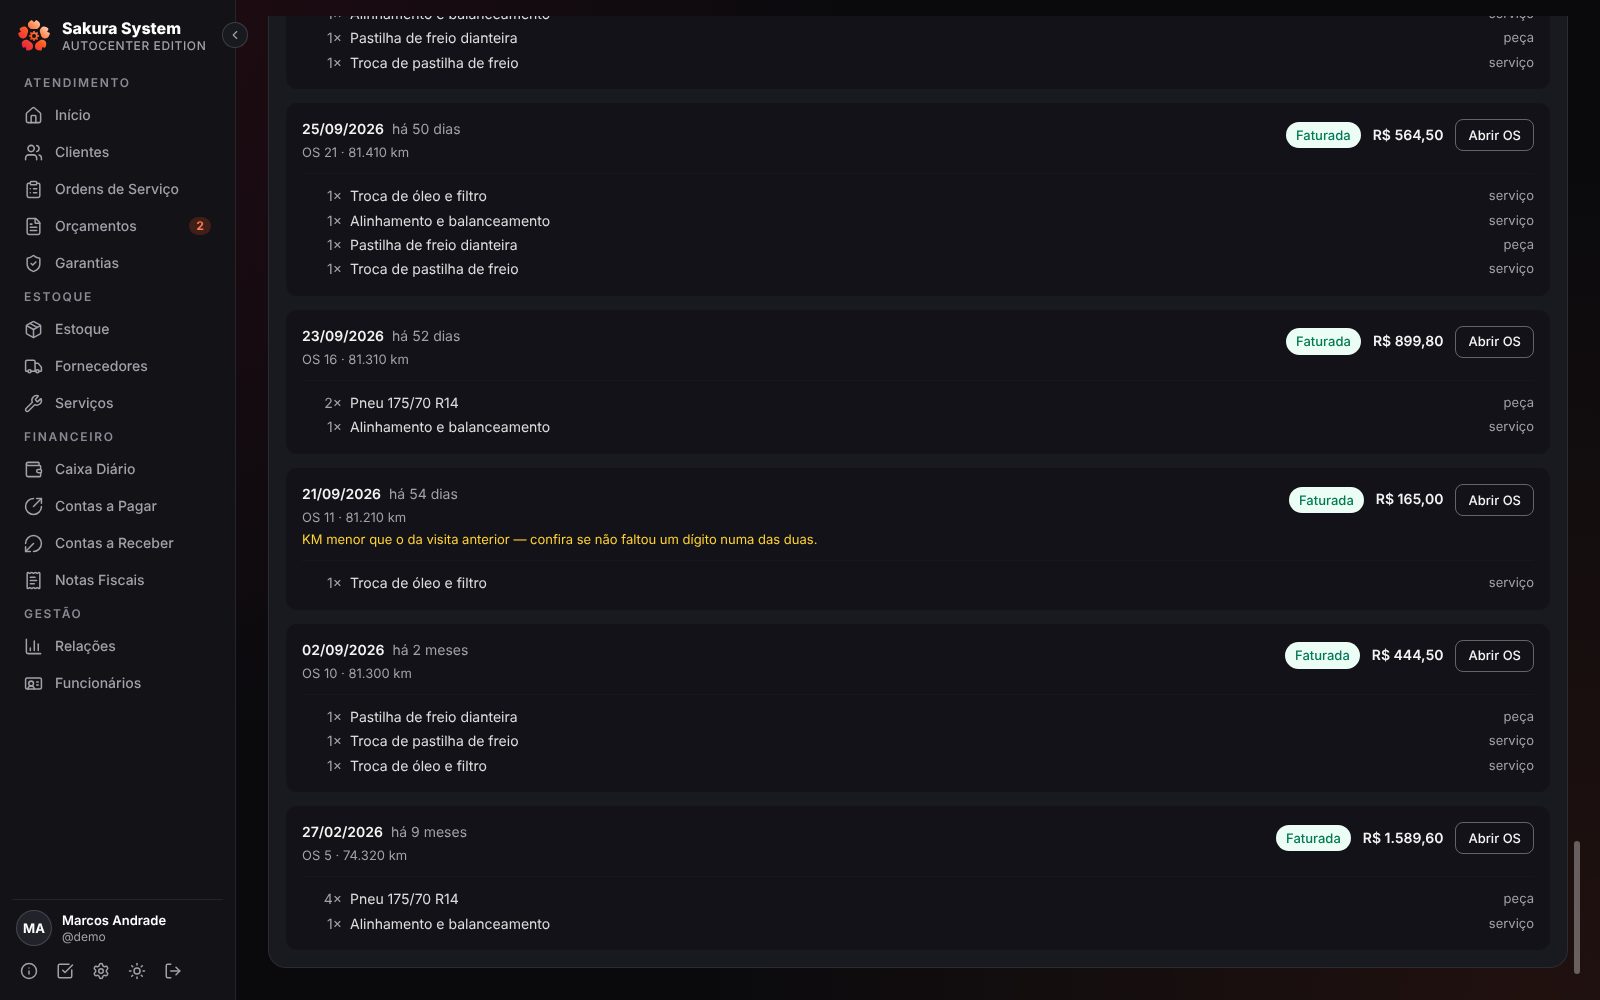 Sakura System
AUTOCENTER EDITION
ATENDIMENTO
Início
Clientes
Ordens de Serviço
Orçamentos 2
Garantias
ESTOQUE
Estoque
Fornecedores
Serviços
FINANCEIRO
Caixa Diário
Contas a Pagar
Contas a Receber
Notas Fiscais
GESTÃO
Relações
Funcionários
MA
Marcos Andrade
@demo
1× Alinhamento e balanceamento serviço
1× Pastilha de freio dianteira peça
1× Troca de pastilha de freio serviço
25/09/2026 há 50 dias Faturada R$ 564,50 Abrir OS
OS 21 · 81.410 km
1× Troca de óleo e filtro serviço
1× Alinhamento e balanceamento serviço
1× Pastilha de freio dianteira peça
1× Troca de pastilha de freio serviço
23/09/2026 há 52 dias Faturada R$ 899,80 Abrir OS
OS 16 · 81.310 km
2× Pneu 175/70 R14 peça
1× Alinhamento e balanceamento serviço
21/09/2026 há 54 dias Faturada R$ 165,00 Abrir OS
OS 11 · 81.210 km
KM menor que o da visita anterior — confira se não faltou um dígito numa das duas.
1× Troca de óleo e filtro serviço
02/09/2026 há 2 meses Faturada R$ 444,50 Abrir OS
OS 10 · 81.300 km
1× Pastilha de freio dianteira peça
1× Troca de pastilha de freio serviço
1× Troca de óleo e filtro serviço
27/02/2026 há 9 meses Faturada R$ 1.589,60 Abrir OS
OS 5 · 74.320 km
4× Pneu 175/70 R14 peça
1× Alinhamento e balanceamento serviço